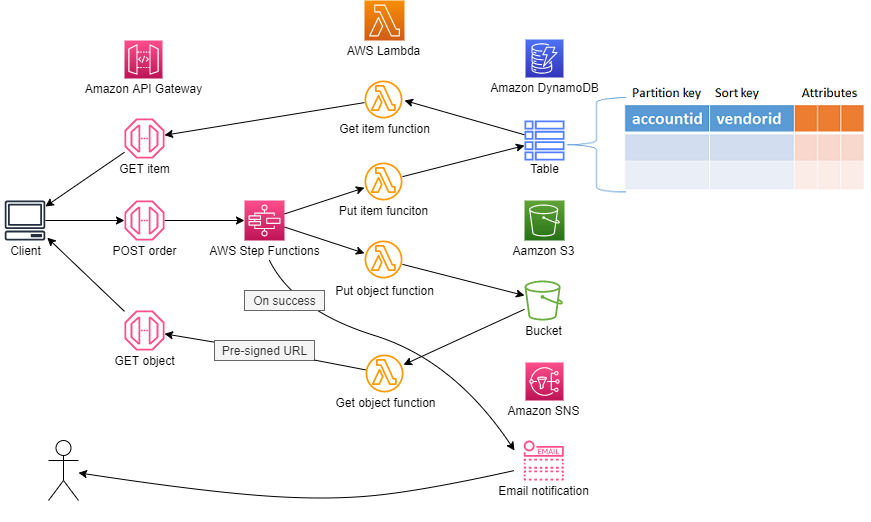 AWS Lambda
Amazon API Gateway
Amazon DynamoDB
Partition key
Sort key
Attributes
accountid
vendorid
Get item function
GET item
Table
Put item funciton
Client
POST order
AWS Step Functions
Aamzon S3
Put object function
On success
Bucket
GET object
Pre-signed URL
Get object function
Amazon SNS
EMAIL
Email notification